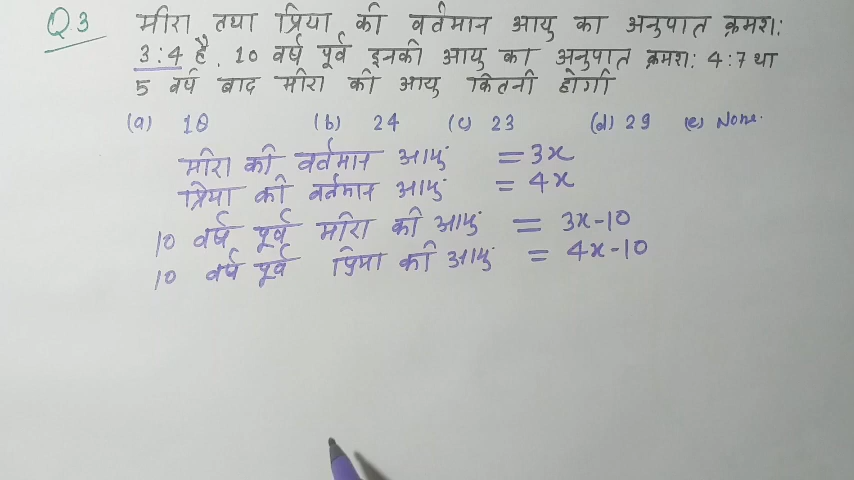 Q.3 मीरा तथा प्रिया की वर्तमान आयु का अनुपात क्रमश:
3:4 है. 10 वर्ष पूर्व इनकी आयु का अनुपात क्रमश: 4:7 था
5 वर्ष बाद मीरा की आयु कितनी होगी
(a) 18 (b) 24 (c) 23 (d) 29 (e) None.
मीरा की वर्तमान आयु = 3x
प्रिया की वर्तमान आयु = 4x
10 वर्ष पूर्व मीरा की आयु = 3x-10
10 वर्ष पूर्व प्रिया की आयु = 4x-10